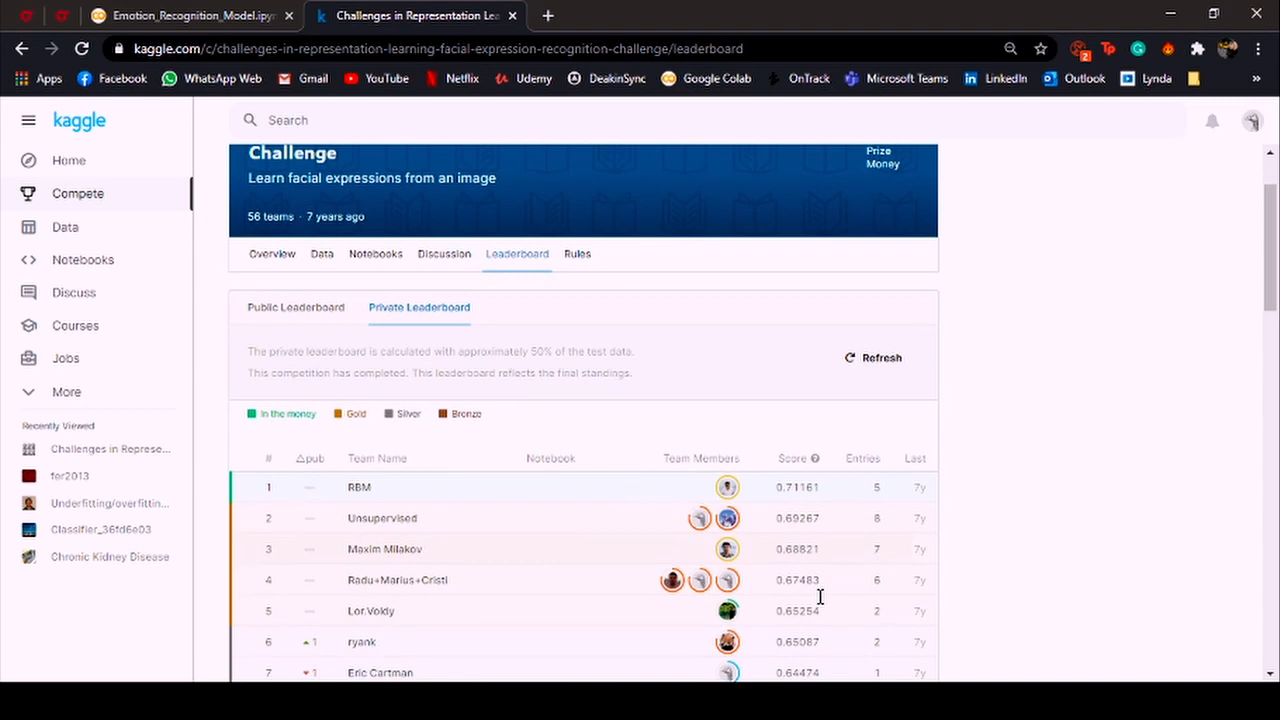 Emotion_Recognition_Model.ipyn
Challenges in Representation Lea
kaggle.com/c/challenges-in-representation-learning-facial-expression-recognition-challenge/leaderboard
2
Tp
Apps Facebook WhatsApp Web Gmail YouTube Netflix Udemy DeakinSync Google Colab OnTrack Microsoft Teams LinkedIn Outlook Lynda »
kaggle
Search
Home
Compete
Data
Notebooks
Discuss
Courses
Jobs
More
Recently Viewed
Challenges in Represe...
fer2013
Underfitting/overfittin...
Classifier_36fd6e03
Chronic Kidney Disease
Challenge
Learn facial expressions from an image
Prize
Money
56 teams · 7 years ago
Overview Data Notebooks Discussion Leaderboard Rules
Public Leaderboard Private Leaderboard
The private leaderboard is calculated with approximately 50% of the test data.
This competition has completed. This leaderboard reflects the final standings.
Refresh
In the money Gold Silver Bronze
# △pub Team Name Notebook Team Members Score Entries Last
1 — RBM 0.71161 5 7y
2 — Unsupervised 0.69267 8 7y
3 — Maxim Milakov 0.68821 7 7y
4 — Radu+Marius+Cristi 0.67483 6 7y
5 — Lor.Voldy 0.65254 2 7y
6 ▲1 ryank 0.65087 2 7y
7 ▼1 Eric Cartman 0.64474 1 7y